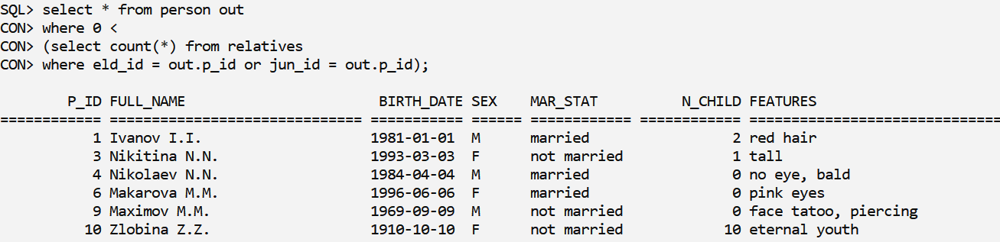 SQL> select * from person out
CON> where 0 <
CON> (select count(*) from relatives
CON> where eld_id = out.p_id or jun_id = out.p_id);
        P_ID FULL_NAME                      BIRTH_DATE SEX    MAR_STAT          N_CHILD FEATURES
============ ============================== =========== ====== ============ ============ ==============================
           1 Ivanov I.I.                    1981-01-01  M      married                 2 red hair
           3 Nikitina N.N.                  1993-03-03  F      not married             1 tall
           4 Nikolaev N.N.                  1984-04-04  M      married                 0 no eye, bald
           6 Makarova M.M.                  1996-06-06  F      married                 0 pink eyes
           9 Maximov M.M.                   1969-09-09  M      not married             0 face tatoo, piercing
          10 Zlobina Z.Z.                   1910-10-10  F      not married            10 eternal youth